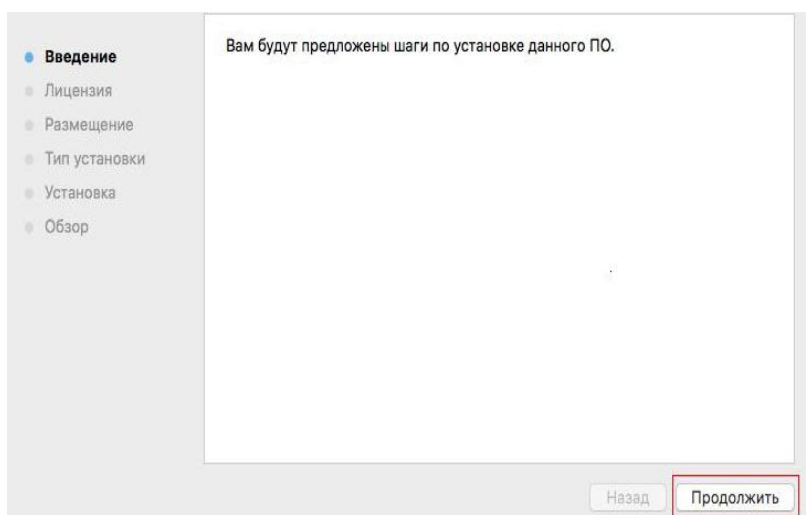 Введение
Лицензия
Размещение
Тип установки
Установка
Обзор
Вам будут предложены шаги по установке данного ПО.
Назад
Продолжить